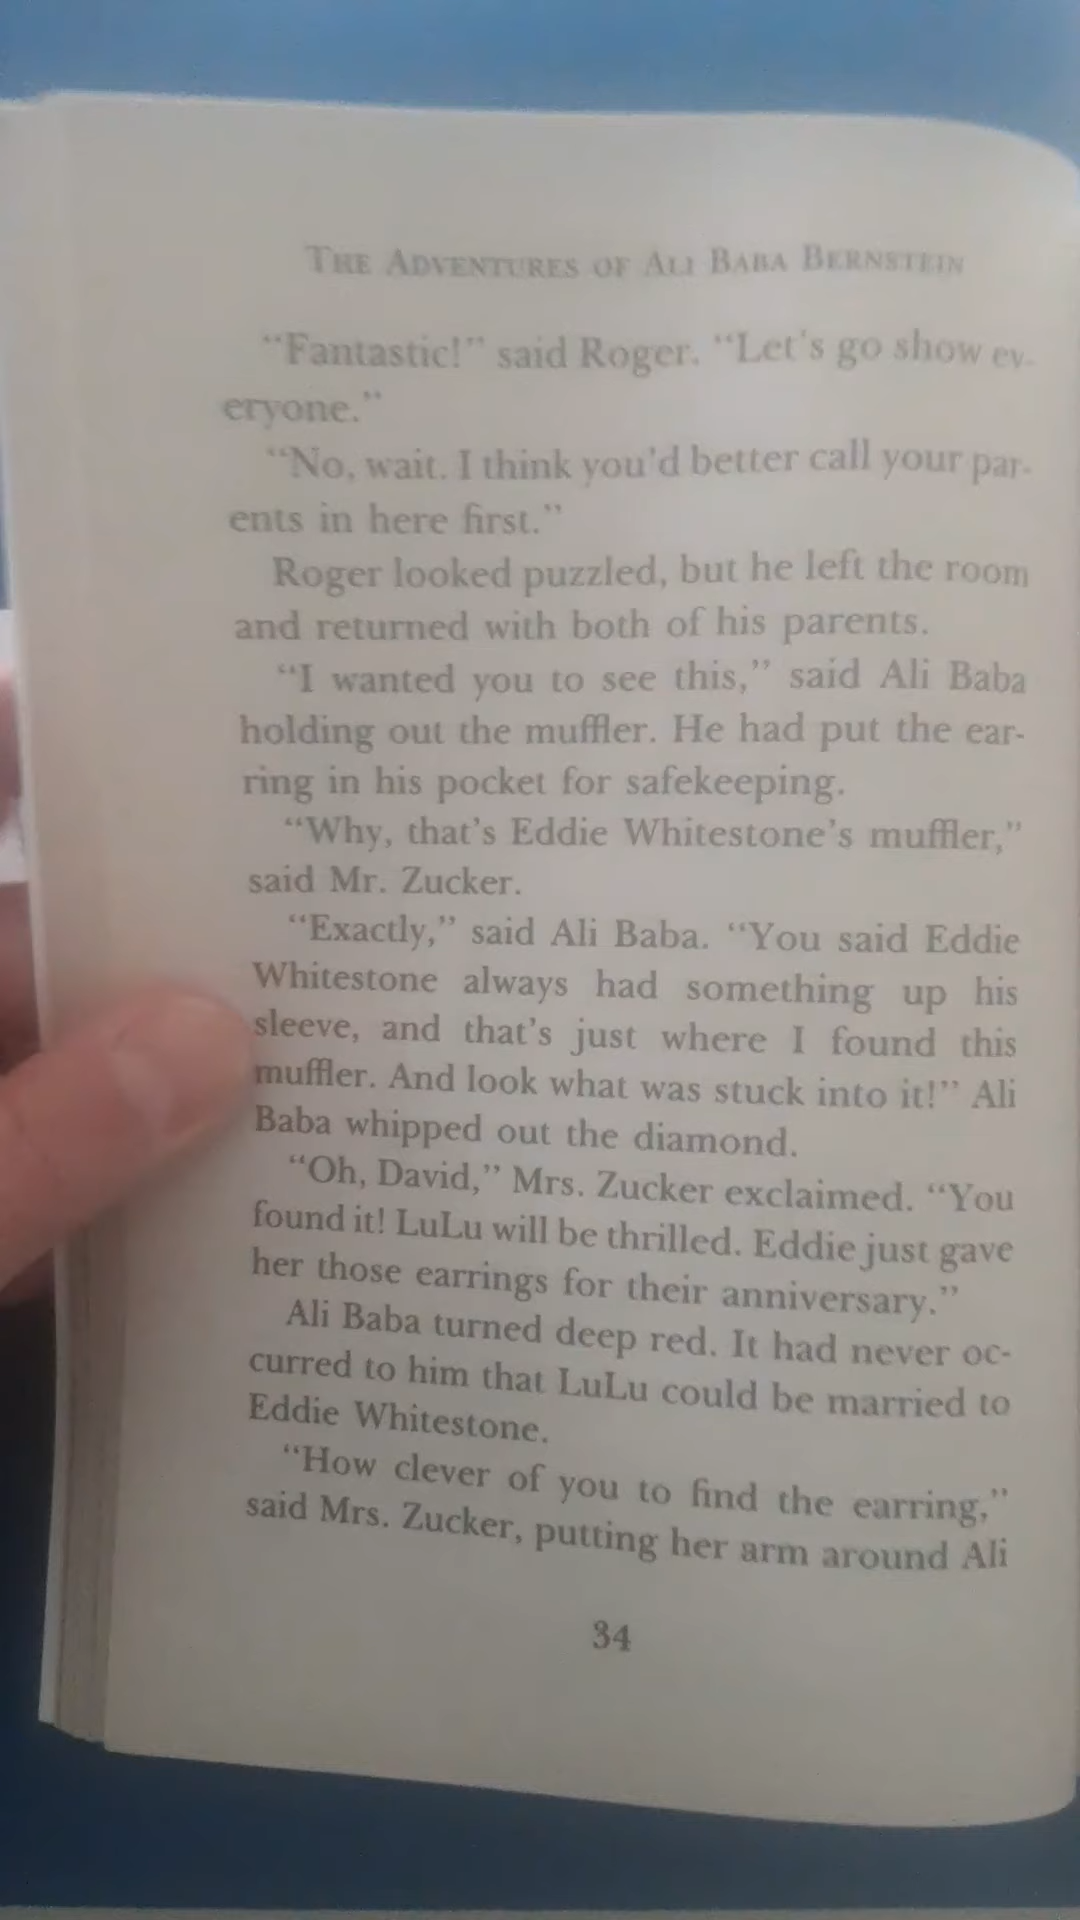 THE ADVENTURES OF ALI BABA BERNSTEIN
“Fantastic!” said Roger. “Let's go show ev-
eryone.”
“No, wait. I think you'd better call your par-
ents in here first.”
Roger looked puzzled, but he left the room
and returned with both of his parents.
“I wanted you to see this,” said Ali Baba
holding out the muffler. He had put the ear-
ring in his pocket for safekeeping.
“Why, that's Eddie Whitestone's muffler,”
said Mr. Zucker.
“Exactly,” said Ali Baba. “You said Eddie
Whitestone always had something up his
sleeve, and that's just where I found this
muffler. And look what was stuck into it!” Ali
Baba whipped out the diamond.
“Oh, David,” Mrs. Zucker exclaimed. “You
found it! LuLu will be thrilled. Eddie just gave
her those earrings for their anniversary.”
Ali Baba turned deep red. It had never oc-
curred to him that LuLu could be married to
Eddie Whitestone.
“How clever of you to find the earring,”
said Mrs. Zucker, putting her arm around Ali
34